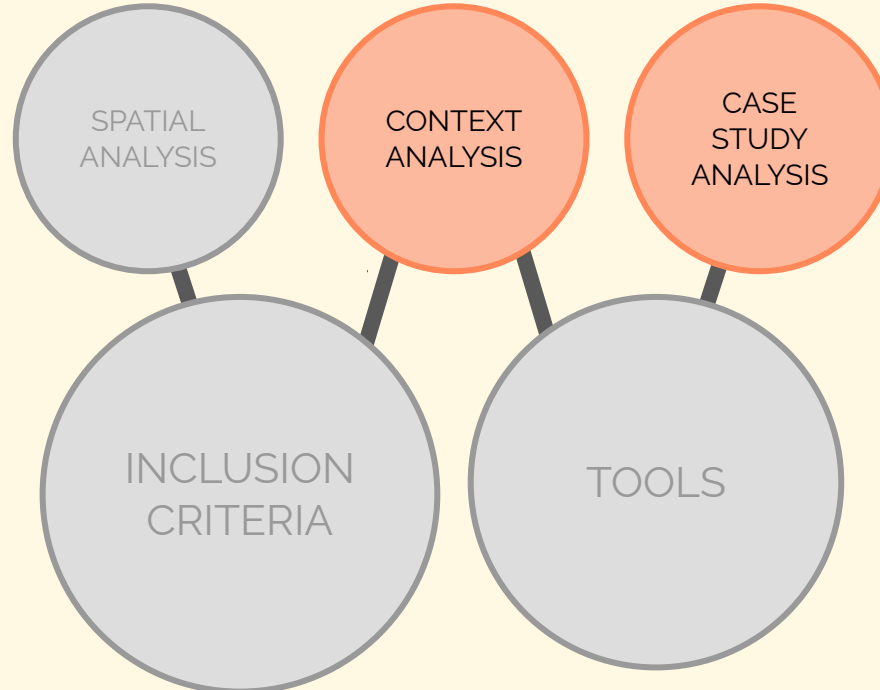 SPATIAL
ANALYSIS
CONTEXT
ANALYSIS
CASE
STUDY
ANALYSIS
INCLUSION
CRITERIA
TOOLS